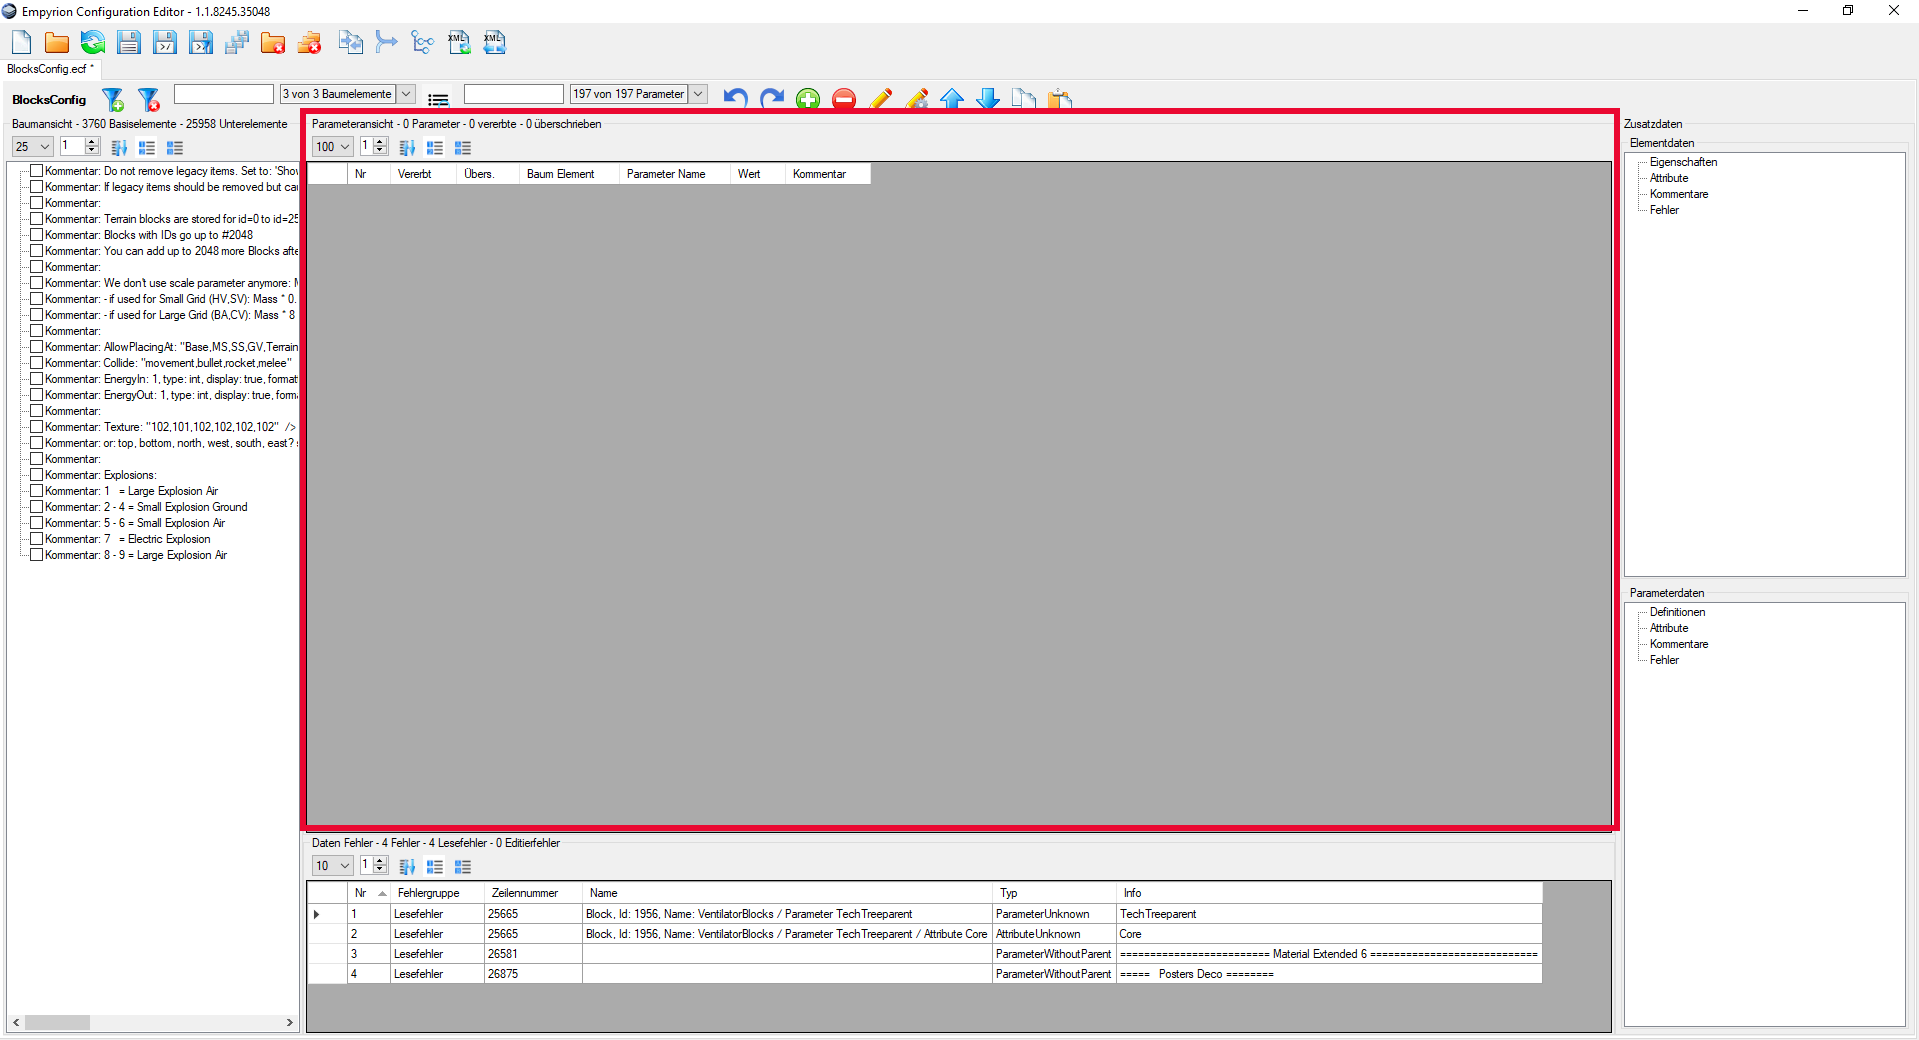 Empyrion Configuration Editor - 1.1.8245.35048
XML XML
BlocksConfig.ecf *
BlocksConfig
3 von 3 Baumelemente
197 von 197 Parameter
Baumansicht - 3760 Basiselemente - 25958 Unterelemente
25 1
Kommentar: Do not remove legacy items. Set to: 'Show
Kommentar: If legacy items should be removed but cau
Kommentar:
Kommentar: Terrain blocks are stored for id=0 to id=25
Kommentar: Blocks with IDs go up to #2048
Kommentar: You can add up to 2048 more Blocks afte
Kommentar:
Kommentar: We don't use scale parameter anymore: M
Kommentar: - if used for Small Grid (HV,SV): Mass * 0.
Kommentar: - if used for Large Grid (BA,CV): Mass * 8
Kommentar:
Kommentar: AllowPlacingAt: "Base,MS,SS,GV,Terrain
Kommentar: Collide: "movement,bullet,rocket,melee"
Kommentar: EnergyIn: 1, type: int, display: true, format
Kommentar: EnergyOut: 1, type: int, display: true, form
Kommentar:
Kommentar: Texture: "102,101,102,102,102,102" />
Kommentar: or: top, bottom, north, west, south, east? s
Kommentar:
Kommentar: Explosions:
Kommentar: 1 = Large Explosion Air
Kommentar: 2 - 4 = Small Explosion Ground
Kommentar: 5 - 6 = Small Explosion Air
Kommentar: 7 = Electric Explosion
Kommentar: 8 - 9 = Large Explosion Air
Parameteransicht - 0 Parameter - 0 vererbte - 0 überschrieben
100 1
Nr Vererbt Übers. Baum Element Parameter Name Wert Kommentar
Daten Fehler - 4 Fehler - 4 Lesefehler - 0 Editierfehler
10 1
Nr Fehlergruppe Zeilennummer Name Typ Info
1 Lesefehler 25665 Block, Id: 1956, Name: VentilatorBlocks / Parameter TechTreeparent ParameterUnknown TechTreeparent
2 Lesefehler 25665 Block, Id: 1956, Name: VentilatorBlocks / Parameter TechTreeparent / Attribute Core AttributeUnknown Core
3 Lesefehler 26581 ParameterWithoutParent ========================= Material Extended 6 ============================
4 Lesefehler 26875 ParameterWithoutParent ===== Posters Deco ========
Zusatzdaten
Elementdaten
Eigenschaften
Attribute
Kommentare
Fehler
Parameterdaten
Definitionen
Attribute
Kommentare
Fehler